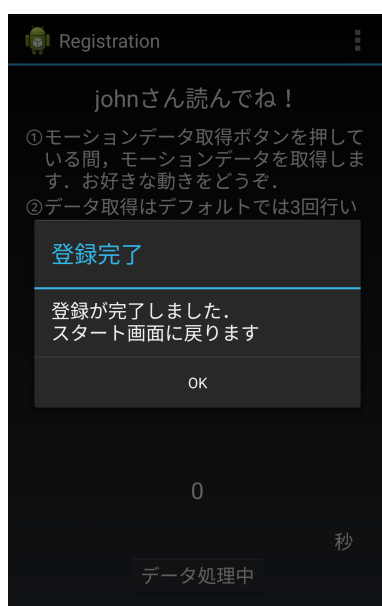 Registration
johnさん読んでね！
①モーションデータ取得ボタンを押して
いる間，モーションデータを取得しま
す．お好きな動きをどうぞ．
②データ取得はデフォルトでは3回行い
登録完了
登録が完了しました．
スタート画面に戻ります
OK
0
秒
データ処理中